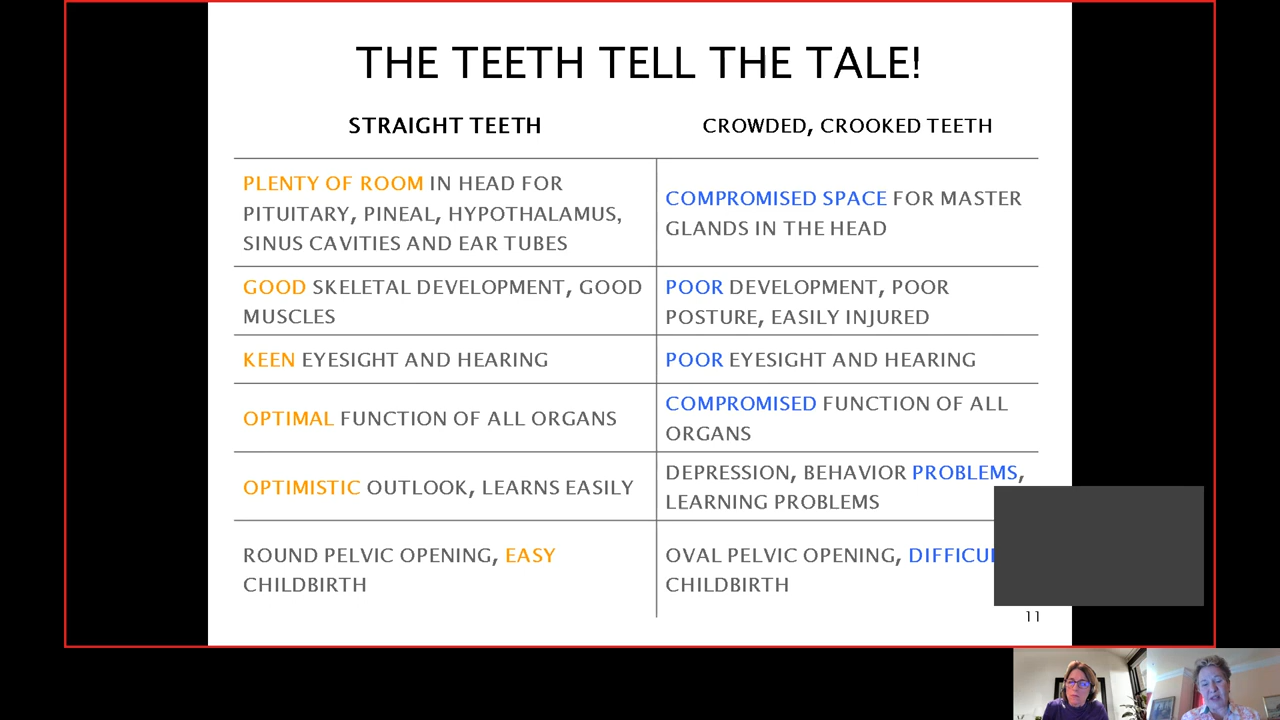 THE TEETH TELL THE TALE!
STRAIGHT TEETH
CROWDED, CROOKED TEETH
PLENTY OF ROOM IN HEAD FOR
PITUITARY, PINEAL, HYPOTHALAMUS,
SINUS CAVITIES AND EAR TUBES
COMPROMISED SPACE FOR MASTER
GLANDS IN THE HEAD
GOOD SKELETAL DEVELOPMENT, GOOD
MUSCLES
POOR DEVELOPMENT, POOR
POSTURE, EASILY INJURED
KEEN EYESIGHT AND HEARING
POOR EYESIGHT AND HEARING
OPTIMAL FUNCTION OF ALL ORGANS
COMPROMISED FUNCTION OF ALL
ORGANS
OPTIMISTIC OUTLOOK, LEARNS EASILY
DEPRESSION, BEHAVIOR PROBLEMS,
LEARNING PROBLEMS
ROUND PELVIC OPENING, EASY
CHILDBIRTH
OVAL PELVIC OPENING,
CHILDBIRTH
11